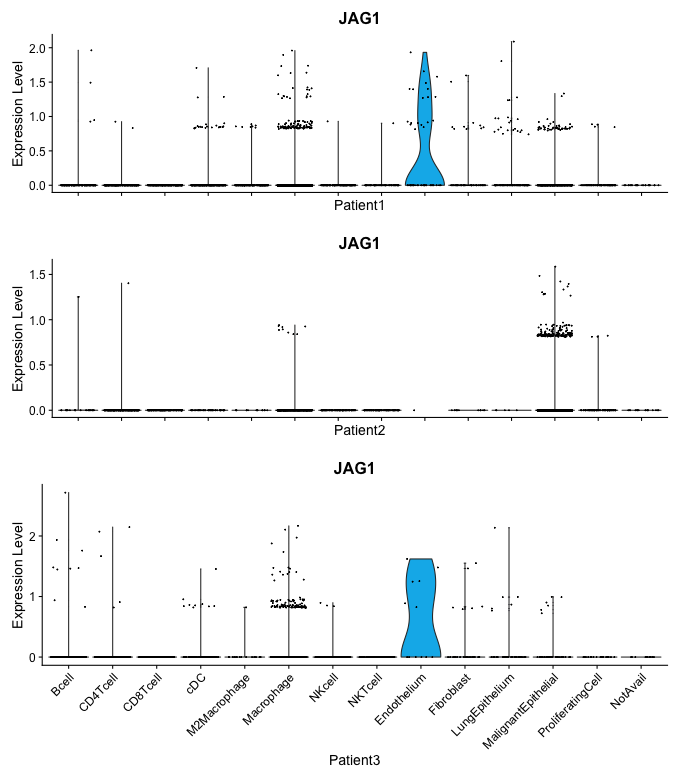 JAG1
Expression Level
2.0
1.5
1.0
0.5
0.0
Patient1
JAG1
Expression Level
1.5
1.0
0.5
0.0
Patient2
JAG1
Expression Level
2
1
0
Bcell
CD4Tcell
CD8Tcell
cDC
M2Macrophage
Macrophage
NKcell
NKTcell
Endothelium
Fibroblast
LungEpithelium
MalignantEpithelial
ProliferatingCell
NotAvail
Patient3